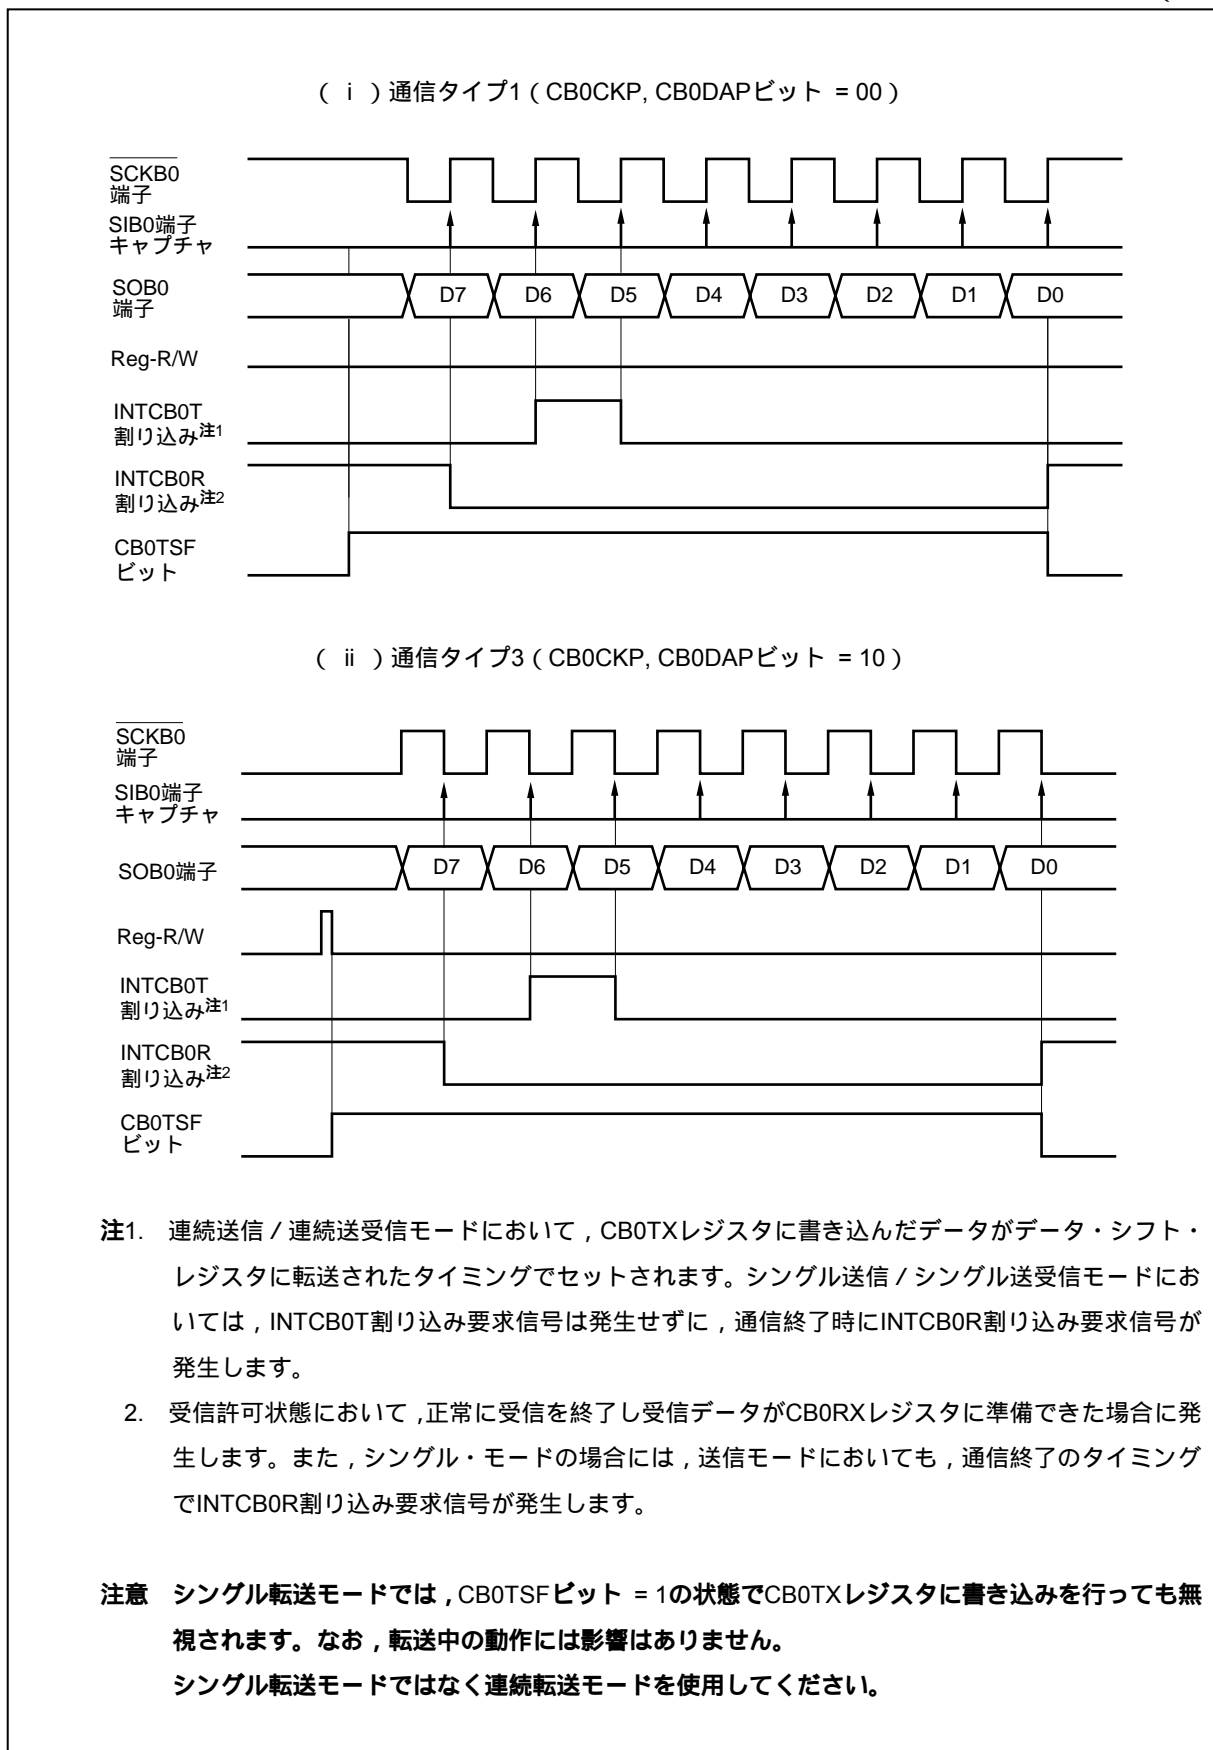 ( i ) 通信タイプ1 ( CB0CKP, CB0DAPビット = 00 )
SCKB0
端子
SIB0端子
キャプチャ
SOB0
端子
D7 D6 D5 D4 D3 D2 D1 D0
Reg-R/W
INTCB0T
割り込み注1
INTCB0R
割り込み注2
CB0TSF
ビット
( ii ) 通信タイプ3 ( CB0CKP, CB0DAPビット = 10 )
SCKB0
端子
SIB0端子
キャプチャ
SOB0端子
D7 D6 D5 D4 D3 D2 D1 D0
Reg-R/W
INTCB0T
割り込み注1
INTCB0R
割り込み注2
CB0TSF
ビット
注1. 連続送信/連続送受信モードにおいて,CB0TXレジスタに書き込んだデータがデータ・シフト・
レジスタに転送されたタイミングでセットされます。シングル送信/シングル送受信モードにお
いては,INTCB0T割り込み要求信号は発生せずに,通信終了時にINTCB0R割り込み要求信号が
発生します。
2. 受信許可状態において,正常に受信を終了し受信データがCB0RXレジスタに準備できた場合に発
生します。また,シングル・モードの場合には,送信モードにおいても,通信終了のタイミング
でINTCB0R割り込み要求信号が発生します。
注意 シングル転送モードでは,CB0TSFビット = 1の状態でCB0TXレジスタに書き込みを行っても無
視されます。なお,転送中の動作には影響はありません。
シングル転送モードではなく連続転送モードを使用してください。